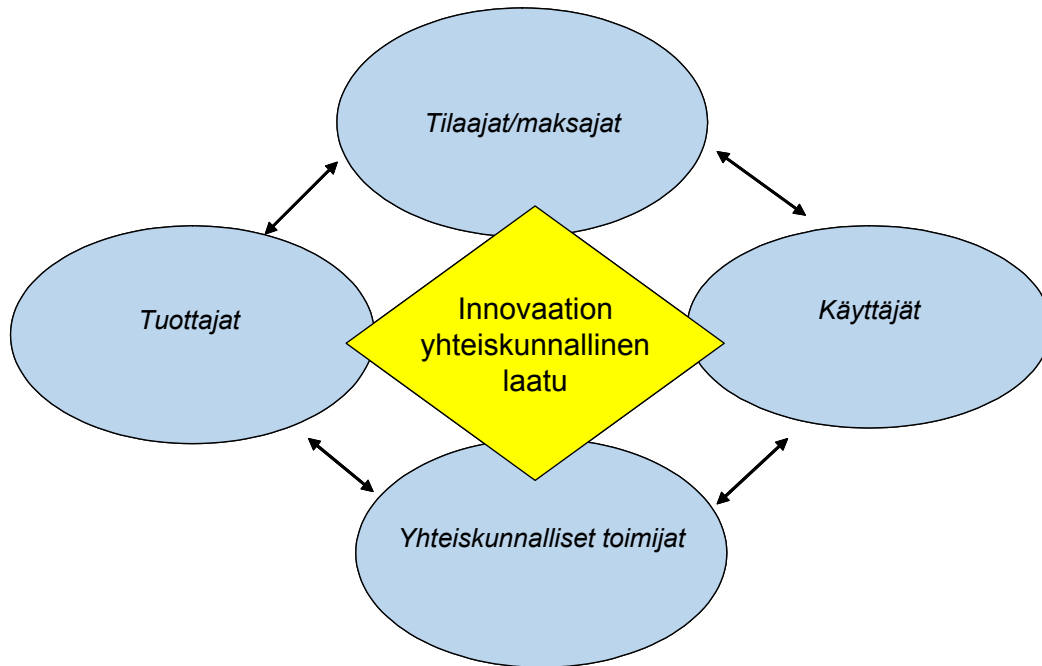 Tilaajat/maksajat
Tuottajat
Innovaation
yhteiskunnallinen
laatu
Käyttäjät
Yhteiskunnalliset toimijat